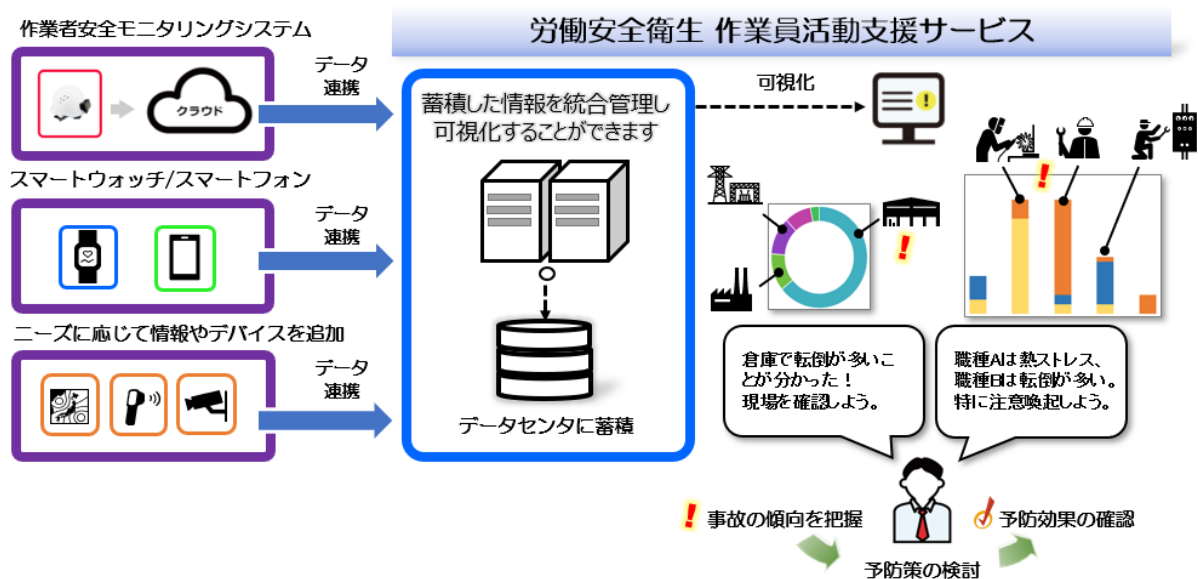 労働安全衛生 作業員活動支援サービス
作業者安全モニタリングシステム
クラウド
データ
連携
スマートウォッチ/スマートフォン
データ
連携
ニーズに応じて情報やデバイスを追加
データ
連携
蓄積した情報を統合管理し
可視化することができます
データセンタに蓄積
可視化
倉庫で転倒が多いこ
とが分かった！
現場を確認しよう。
職種Aは熱ストレス、
職種Bは転倒が多い。
特に注意喚起しよう。
事故の傾向を把握
予防効果の確認
予防策の検討